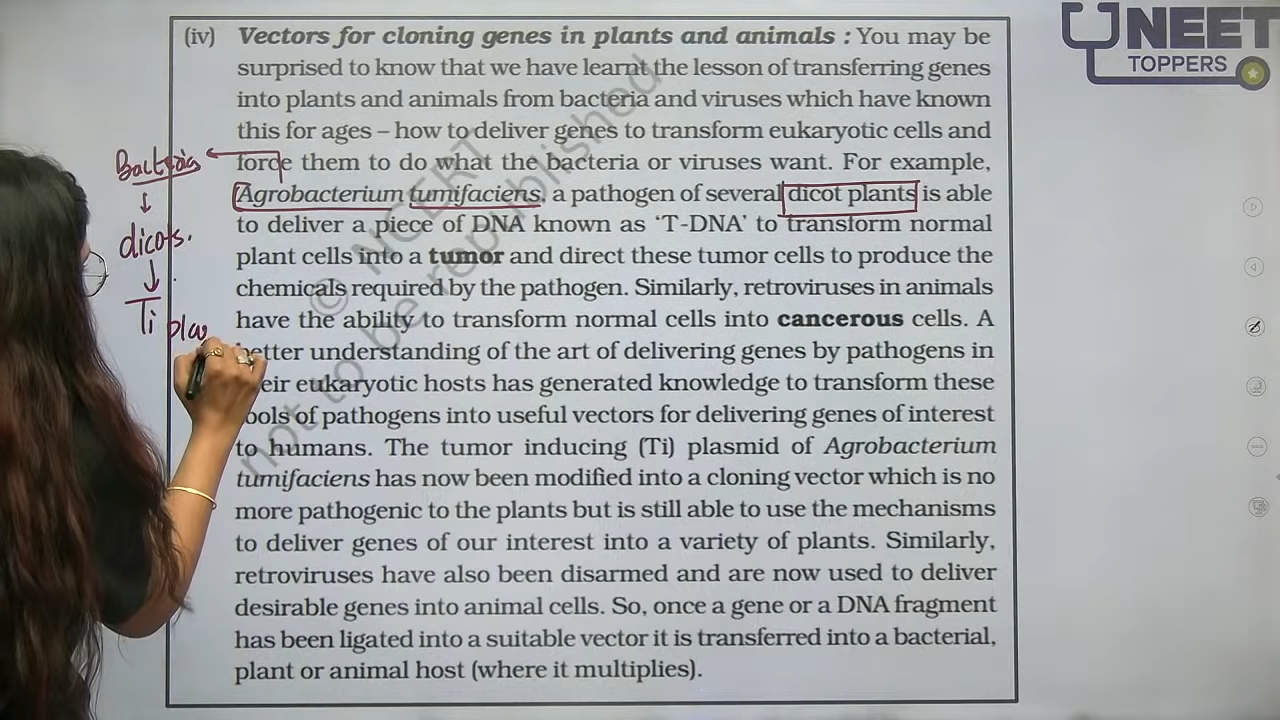 (iv) Vectors for cloning genes in plants and animals : You may be
surprised to know that we have learnt the lesson of transferring genes
into plants and animals from bacteria and viruses which have known
this for ages – how to deliver genes to transform eukaryotic cells and
force them to do what the bacteria or viruses want. For example,
Agrobacterium tumifaciens, a pathogen of several dicot plants is able
to deliver a piece of DNA known as ‘T-DNA’ to transform normal
plant cells into a tumor and direct these tumor cells to produce the
chemicals required by the pathogen. Similarly, retroviruses in animals
have the ability to transform normal cells into cancerous cells. A
etter understanding of the art of delivering genes by pathogens in
eir eukaryotic hosts has generated knowledge to transform these
ools of pathogens into useful vectors for delivering genes of interest
to humans. The tumor inducing (Ti) plasmid of Agrobacterium
tumifaciens has now been modified into a cloning vector which is no
more pathogenic to the plants but is still able to use the mechanisms
to deliver genes of our interest into a variety of plants. Similarly,
retroviruses have also been disarmed and are now used to deliver
desirable genes into animal cells. So, once a gene or a DNA fragment
has been ligated into a suitable vector it is transferred into a bacterial,
plant or animal host (where it multiplies).
© NCERT
not to be republished
dicots.
Ti
NEET
TOPPERS